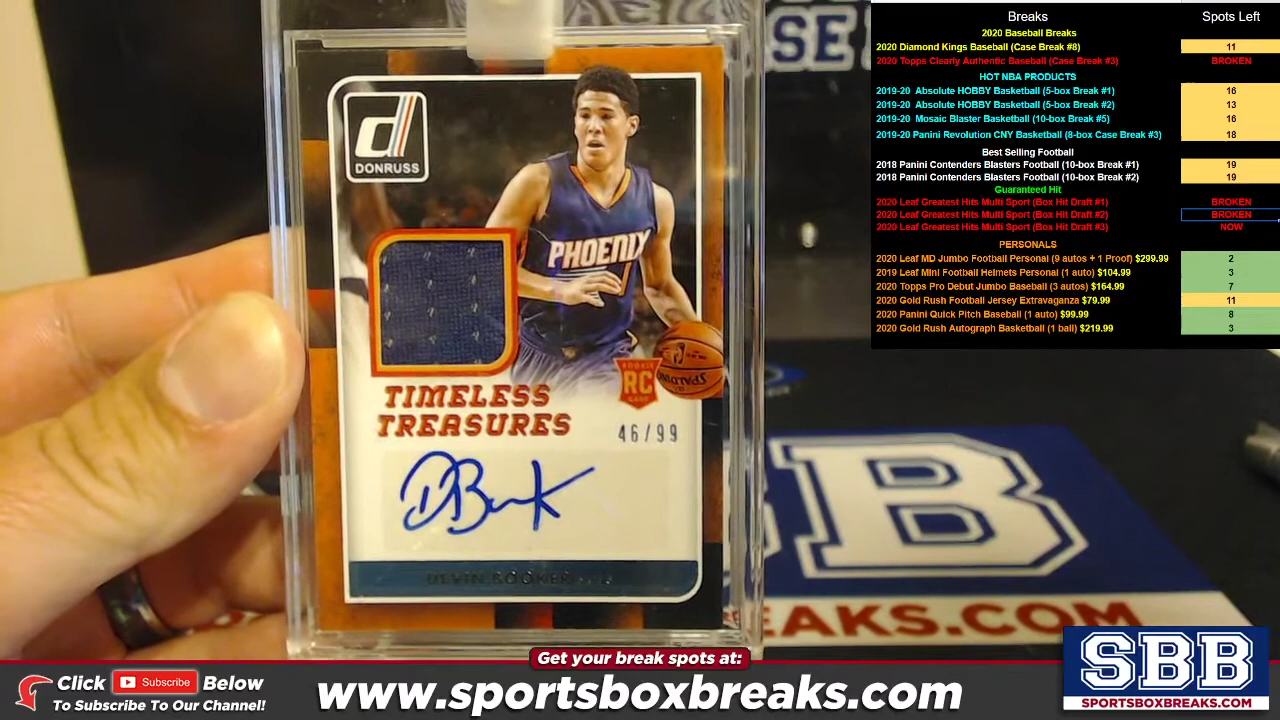 DONRUSS
PHOENIX
1
SPALDING
ROOKIE
RC
CARD
TIMELESS
TREASURES
46/99
DBook
DEVIN BOOKER
SE
SBB
EAKS.COM
Breaks Spots Left
2020 Baseball Breaks
2020 Diamond Kings Baseball (Case Break #8) 11
2020 Topps Clearly Authentic Baseball (Case Break #3) BROKEN
HOT NBA PRODUCTS
2019-20 Absolute HOBBY Basketball (5-box Break #1) 16
2019-20 Absolute HOBBY Basketball (5-box Break #2) 13
2019-20 Mosaic Blaster Basketball (10-box Break #5) 16
2019-20 Panini Revolution CNY Basketball (8-box Case Break #3) 18
Best Selling Football
2018 Panini Contenders Blasters Football (10-box Break #1) 19
2018 Panini Contenders Blasters Football (10-box Break #2) 19
Guaranteed Hit
2020 Leaf Greatest Hits Multi Sport (Box Hit Draft #1) BROKEN
2020 Leaf Greatest Hits Multi Sport (Box Hit Draft #2) BROKEN
2020 Leaf Greatest Hits Multi Sport (Box Hit Draft #3) NOW
PERSONALS
2020 Leaf MD Jumbo Football Personal (9 autos + 1 Proof) $299.99 2
2019 Leaf Mini Football Helmets Personal (1 auto) $104.99 3
2020 Topps Pro Debut Jumbo Baseball (3 autos) $164.99 7
2020 Gold Rush Football Jersey Extravaganza $79.99 11
2020 Panini Quick Pitch Baseball (1 auto) $99.99 8
2020 Gold Rush Autograph Basketball (1 ball) $219.99 3
Get your break spots at:
Click Subscribe Below
To Subscribe To Our Channel!
www.sportsboxbreaks.com
SBB
SPORTSBOXBREAKS.COM